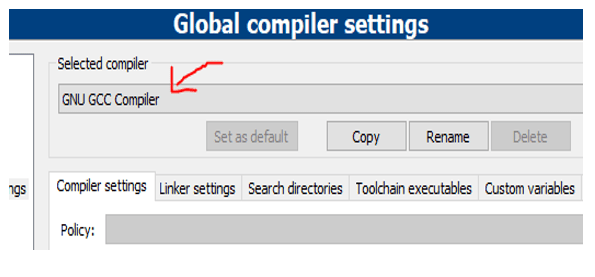 Global compiler settings
Selected compiler
GNU GCC Compiler
Set as default Copy Rename Delete
ngs Compiler settings Linker settings Search directories Toolchain executables Custom variables
Policy: